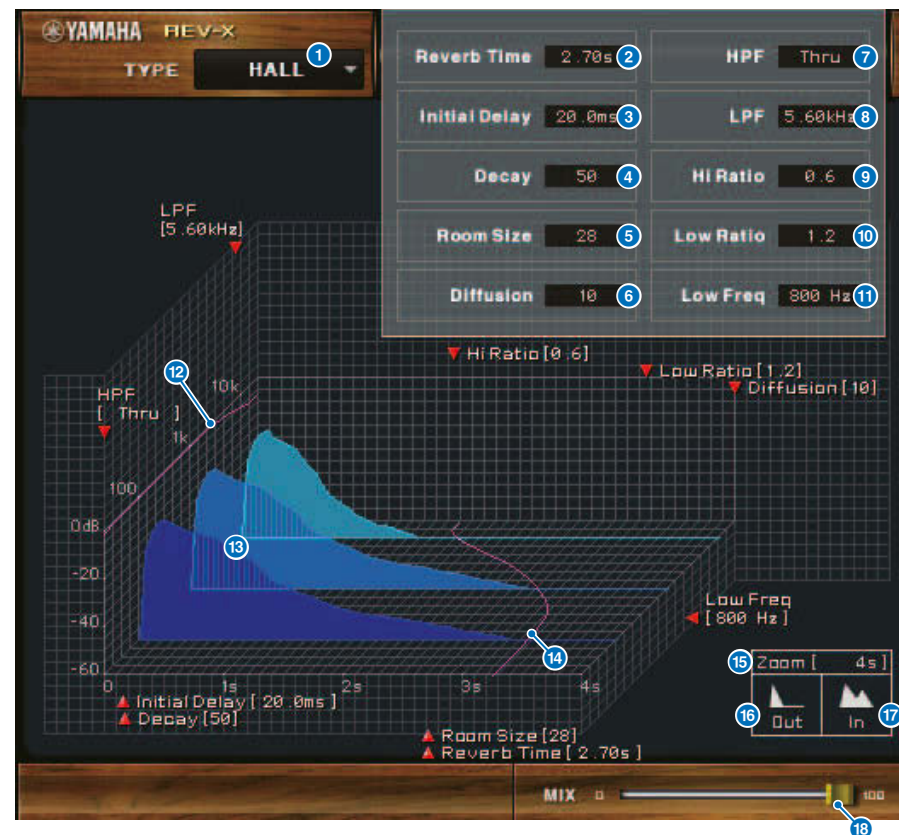 YAMAHA REV-X
TYPE HALL 1
Reverb Time 2.70s 2
HPF Thru 7
Initial Delay 20.0ms 3
LPF 5.60kHz 8
Decay 50 4
Hi Ratio 0.6 9
Room Size 28 5
Low Ratio 1.2 10
Diffusion 10 6
Low Freq 800 Hz 11
LPF
[5.60kHz]
Hi Ratio[0.6]
Low Ratio[1.2]
Diffusion[10]
12
10k
HPF
[ Thru ]
1k
100
0dB
13
-20
Low Freq
[800 Hz]
-40
14
-60
0 1s 2s 3s 4s
15 Zoom [ 4s]
Initial Delay[ 20.0ms ]
Decay[50]
16 Out In 17
Room Size[28]
Reverb Time[ 2.70s ]
MIX 0 100
18